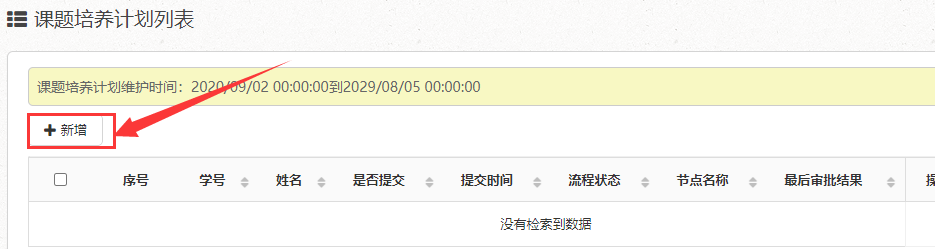 课题培养计划列表
课题培养计划维护时间：2020/09/02 00:00:00到2029/08/05 00:00:00
新增
序号 学号 姓名 是否提交 提交时间 流程状态 节点名称 最后审批结果
没有检索到数据